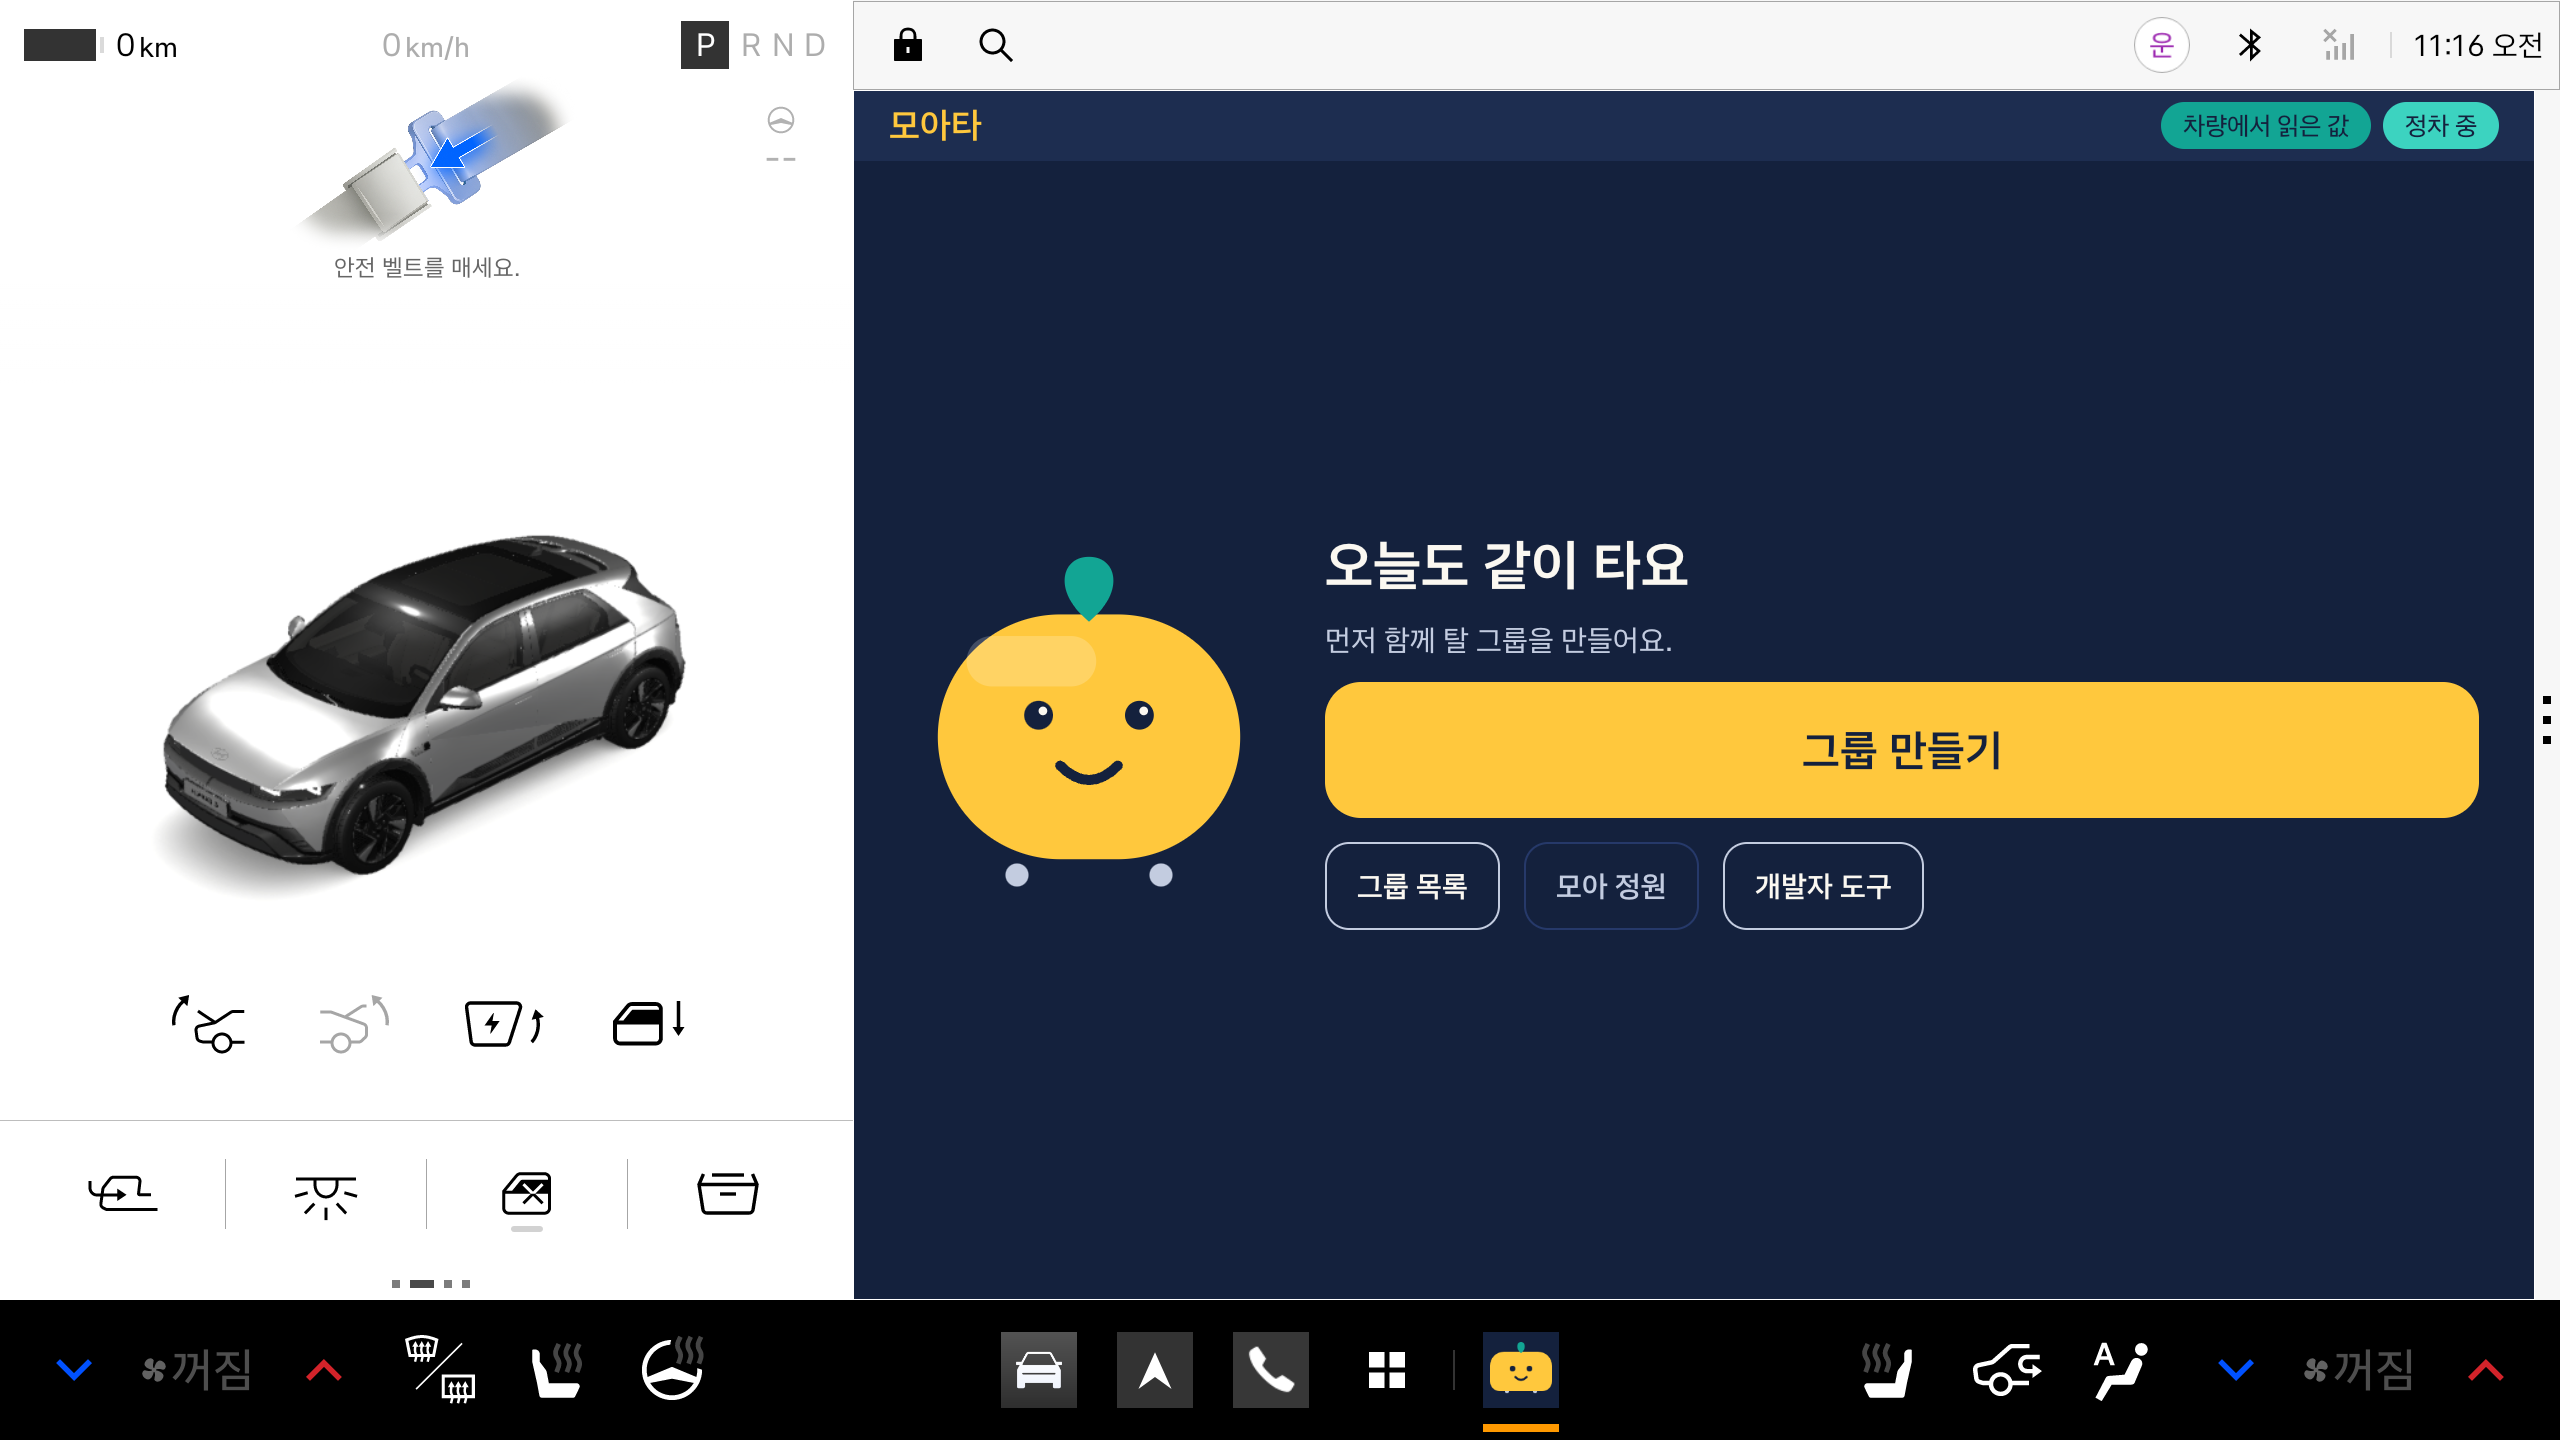 0 km
0 km/h
P R N D
안전 벨트를 매세요.
운
11:16 오전
모아타
차량에서 읽은 값
정차 중
오늘도 같이 타요
먼저 함께 탈 그룹을 만들어요.
그룹 만들기
그룹 목록
모아 정원
개발자 도구
꺼짐
A
꺼짐